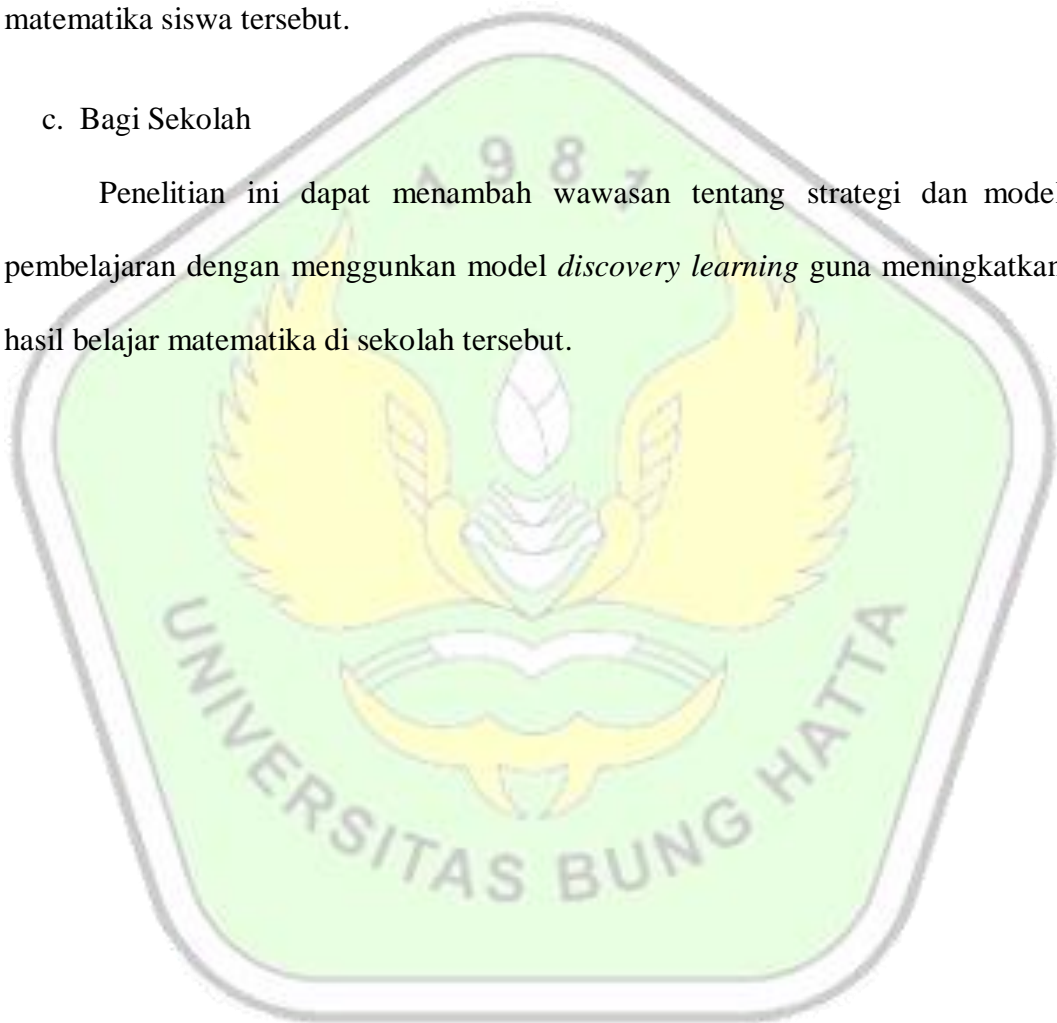 matematika siswa tersebut.
c. Bagi Sekolah
1981
Penelitian ini dapat menambah wawasan tentang strategi dan model
pembelajaran dengan menggunkan model discovery learning guna meningkatkan
hasil belajar matematika di sekolah tersebut.
UNIVERSITAS BUNG HATTA